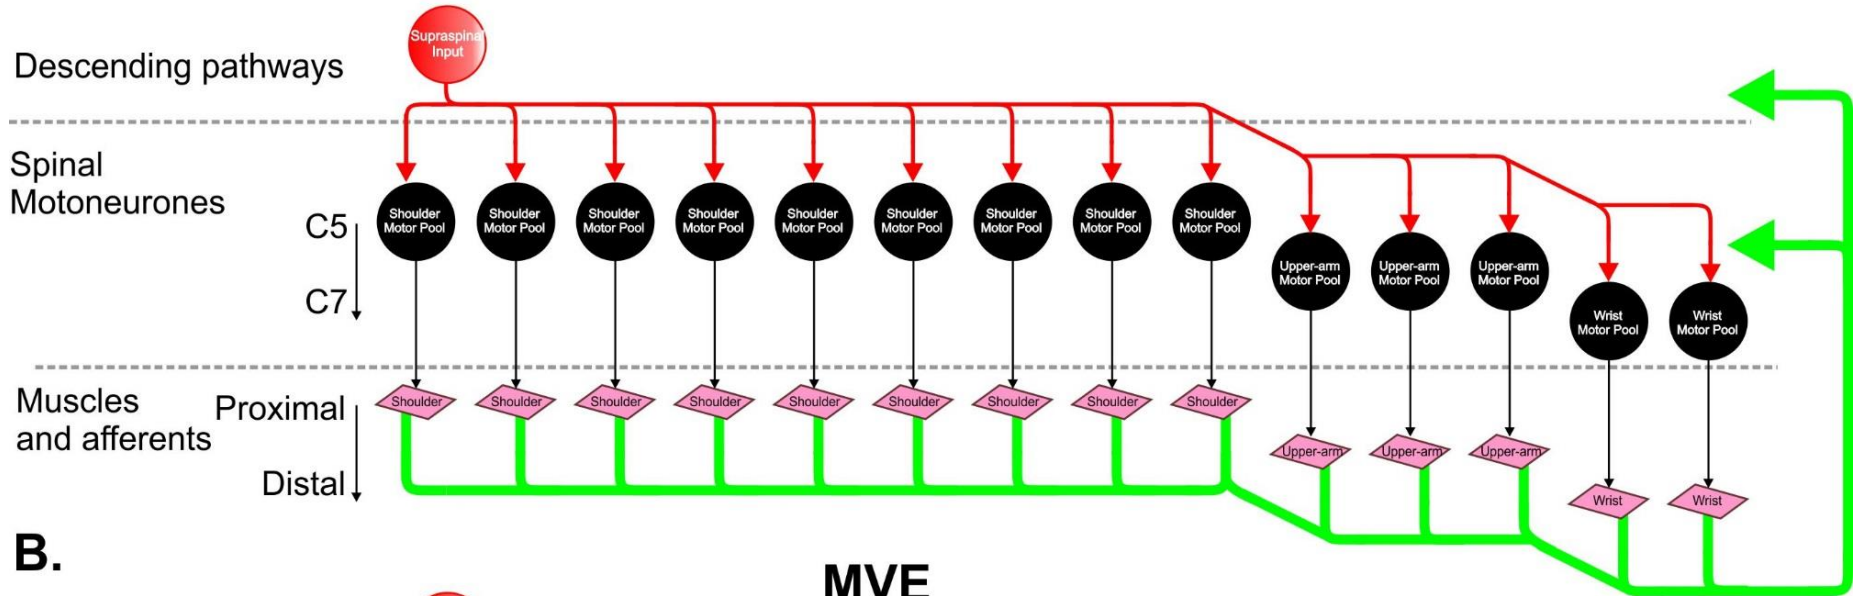 Supraspinal
Input
Descending pathways
Spinal
Motoneurones
C5
C7
Shoulder
Motor Pool
Shoulder
Motor Pool
Shoulder
Motor Pool
Shoulder
Motor Pool
Shoulder
Motor Pool
Shoulder
Motor Pool
Shoulder
Motor Pool
Shoulder
Motor Pool
Shoulder
Motor Pool
Upper-arm
Motor Pool
Upper-arm
Motor Pool
Upper-arm
Motor Pool
Wrist
Motor Pool
Wrist
Motor Pool
Muscles
and afferents
Proximal
Distal
Shoulder
Shoulder
Shoulder
Shoulder
Shoulder
Shoulder
Shoulder
Shoulder
Shoulder
Upper-arm
Upper-arm
Upper-arm
Wrist
Wrist
B.
MVE